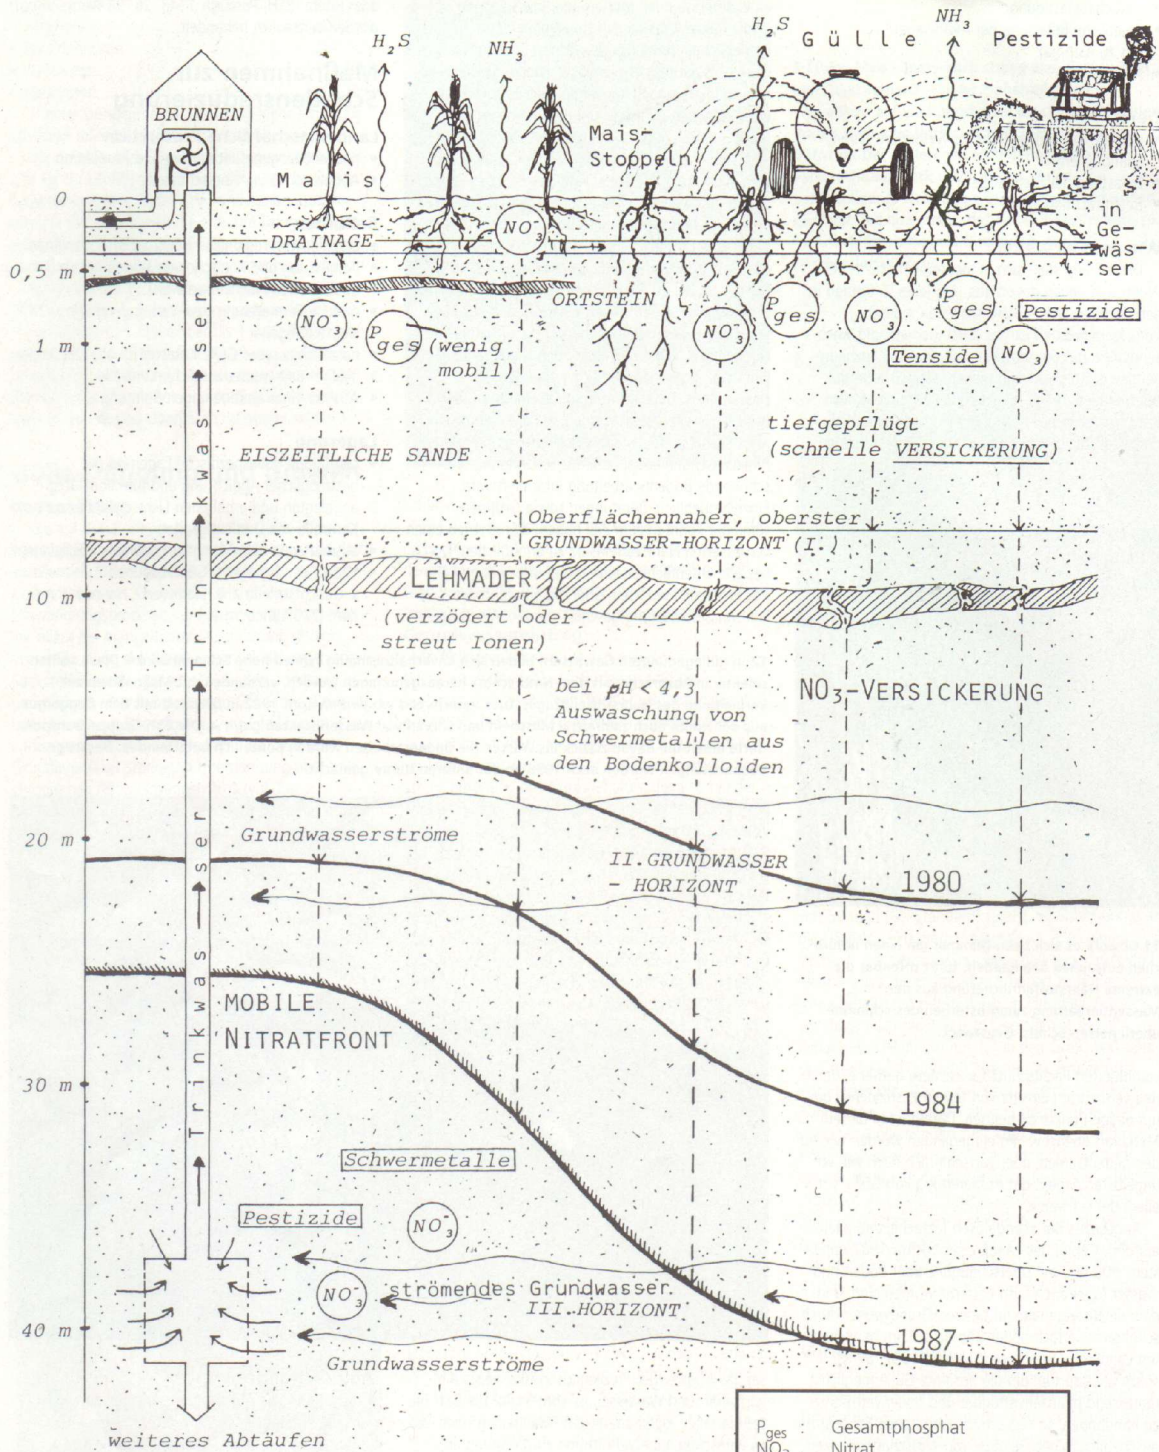 H₂S
NH₃
H₂S
Gülle
NH₃
Pestizide
BRUNNEN
Mais
Mais-
Stoppeln
0
DRAINAGE
NO₃⁻
in
Ge-
wäs-
ser
0,5 m
ORTSTEIN
NO₃⁻
P ges (wenig
mobil)
NO₃⁻
P ges
NO₃⁻
P ges
Pestizide
Tenside
NO₃⁻
1 m
Trinkwasser
Trinkwasser
Trinkwasser
EISZEITLICHE SANDE
tiefgepflügt
(schnelle VERSICKERUNG)
Oberflächennaher, oberster
GRUNDWASSER-HORIZONT (I.)
LEHMADER
10 m
(verzögert oder
streut Ionen)
bei pH < 4,3
Auswaschung von
Schwermetallen aus
den Bodenkolloiden
NO₃-VERSICKERUNG
20 m
Grundwasserströme
II. GRUNDWASSER
- HORIZONT
1980
MOBILE
NITRATFRONT
30 m
1984
Schwermetalle
Pestizide
NO₃⁻
NO₃⁻
strömendes Grundwasser
III. HORIZONT
40 m
1987
Grundwasserströme
weiteres Abtäufen
P ges : Gesamtphosphat
NO₃ Nitrat